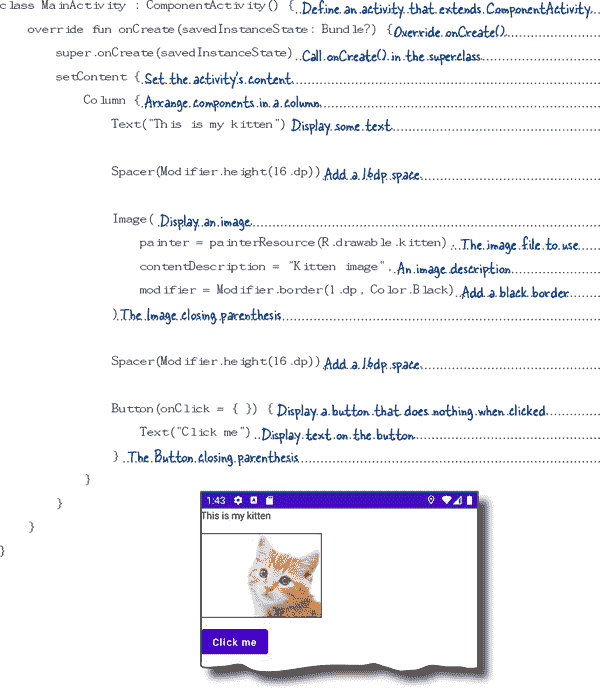 class MainActivity : ComponentActivity() { Define an activity that extends ComponentActivity
override fun onCreate(savedInstanceState: Bundle?) { Override onCreate().
super.onCreate(savedInstanceState) Call onCreate() in the superclass.
setContent { Set the activity's content.
Column { Arrange components in a column.
Text("This is my kitten") Display some text.
Spacer(Modifier.height(16.dp)) Add a 16dp space.
Image( Display an image
painter = painterResource(R.drawable.kitten), The image file to use
contentDescription = "Kitten image", An image description
modifier = Modifier.border(1.dp, Color.Black) Add a black border
) The Image closing parenthesis
Spacer(Modifier.height(16.dp)) Add a 16dp space.
Button(onClick = { }) { Display a button that does nothing when clicked.
Text("Click me") Display text on the button
} The Button closing parenthesis
}
}
}
}
1:43
This is my kitten
Click me